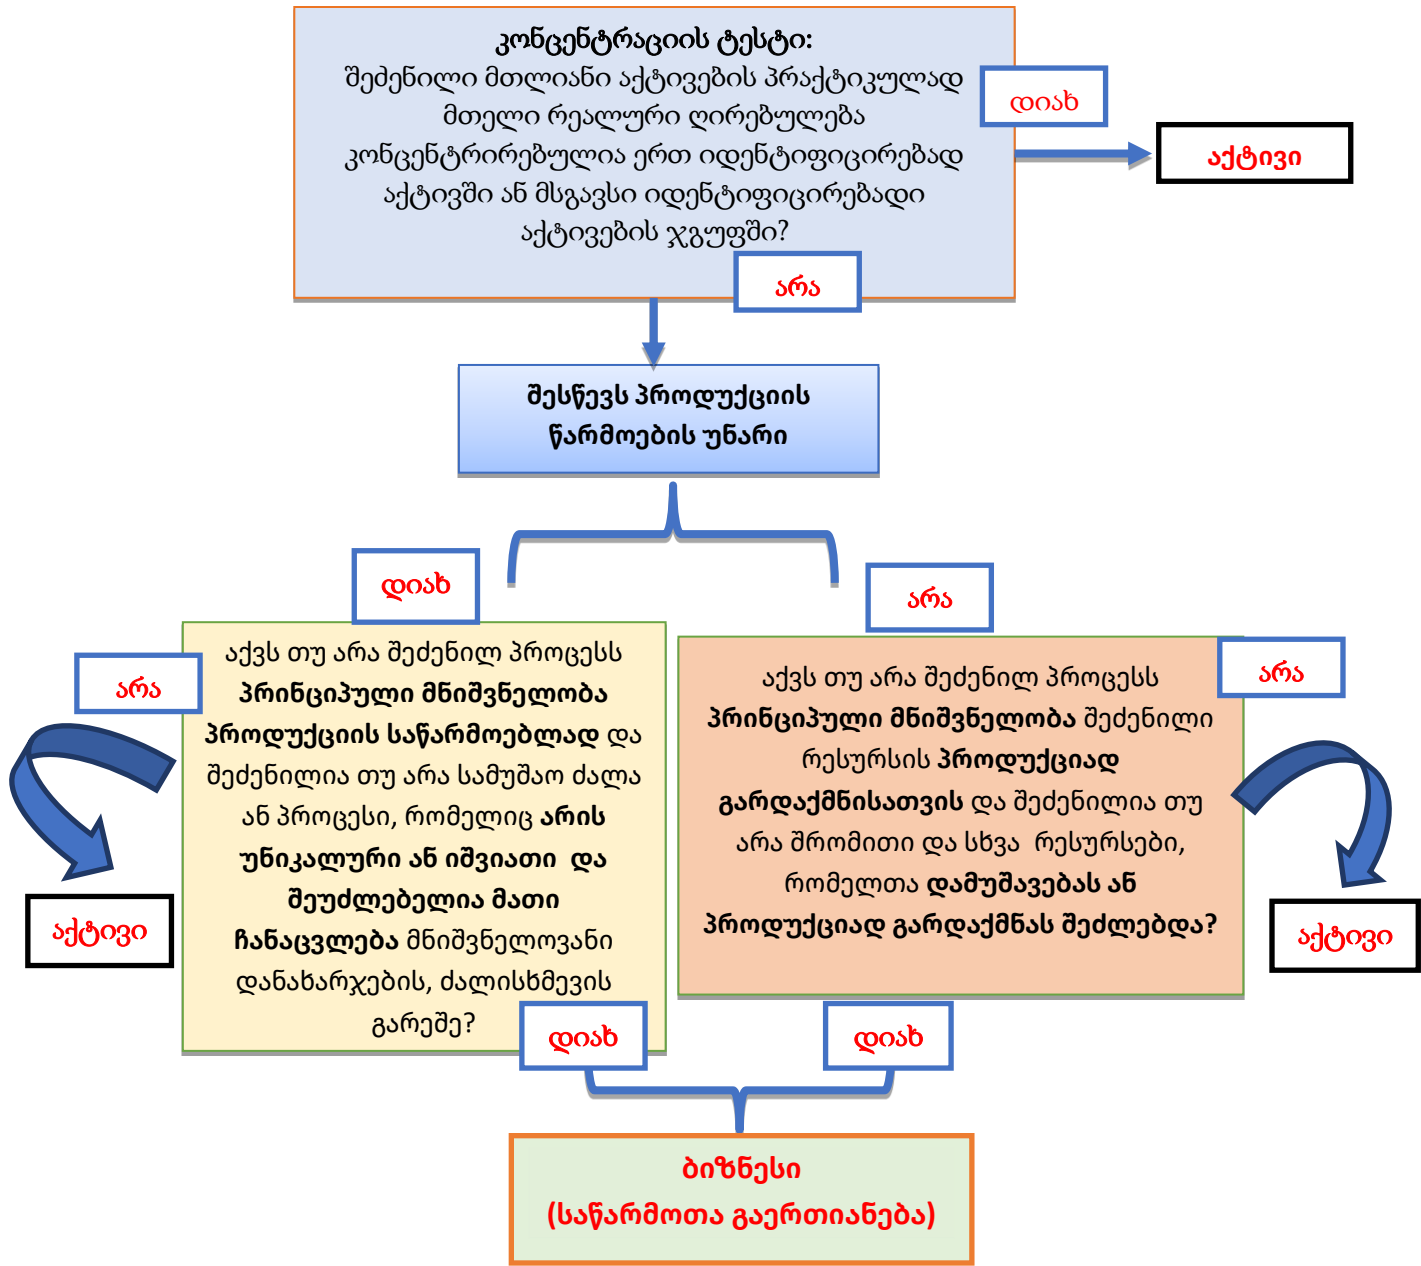 კონცენტრაციის ტესტი:
შეძენილი მთლიანი აქტივების პრაქტიკულად
მთელი რეალური ღირებულება
კონცენტრირებულია ერთ იდენტიფიცირებად
აქტივში ან მსგავსი იდენტიფიცირებადი
აქტივების ჯგუფში?
დიახ
აქტივი
არა
შესწევს პროდუქციის
წარმოების უნარი
დიახ
არა
არა
აქვს თუ არა შეძენილ პროცესს
პრინციპული მნიშვნელობა
პროდუქციის საწარმოებლად და
შეძენილია თუ არა სამუშაო ძალა
ან პროცესი, რომელიც არის
უნიკალური ან იშვიათი და
შეუძლებელია მათი
ჩანაცვლება მნიშვნელოვანი
დანახარჯების, ძალისხმევის
გარეშე?
აქტივი
დიახ
არა
აქვს თუ არა შეძენილ პროცესს
პრინციპული მნიშვნელობა შეძენილი
რესურსის პროდუქციად
გარდაქმნისათვის და შეძენილია თუ
არა შრომითი და სხვა რესურსები,
რომელთა დამუშავებას ან
პროდუქციად გარდაქმნას შეძლებდა?
აქტივი
დიახ
ბიზნესი
(საწარმოთა გაერთიანება)